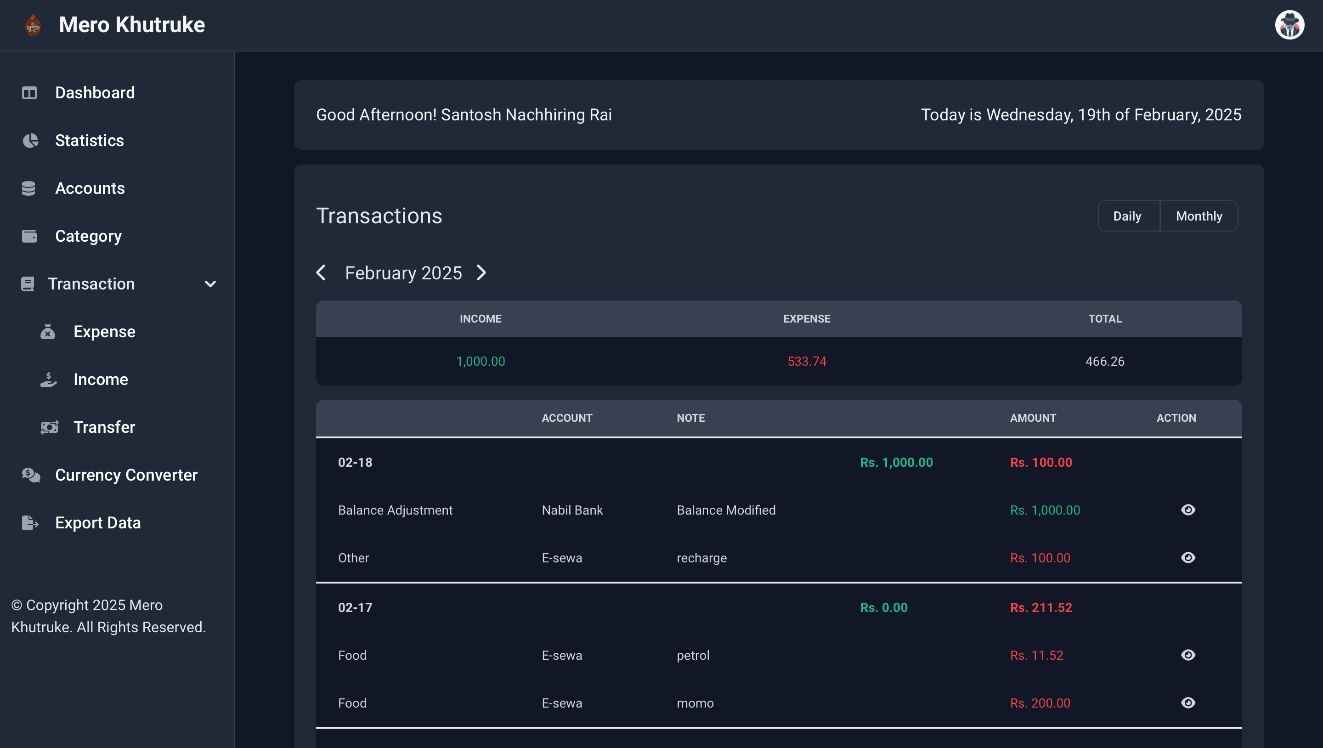 Mero Khutruke
Dashboard
Statistics
Accounts
Category
Transaction
Expense
Income
Transfer
Currency Converter
Export Data
© Copyright 2025 Mero
Khutruke. All Rights Reserved.
Good Afternoon! Santosh Nachhiring Rai
Today is Wednesday, 19th of February, 2025
Transactions
Daily Monthly
February 2025
INCOME EXPENSE TOTAL
1,000.00 533.74 466.26
ACCOUNT NOTE AMOUNT ACTION
02-18 Rs. 1,000.00 Rs. 100.00
Balance Adjustment Nabil Bank Balance Modified Rs. 1,000.00
Other E-sewa recharge Rs. 100.00
02-17 Rs. 0.00 Rs. 211.52
Food E-sewa petrol Rs. 11.52
Food E-sewa momo Rs. 200.00